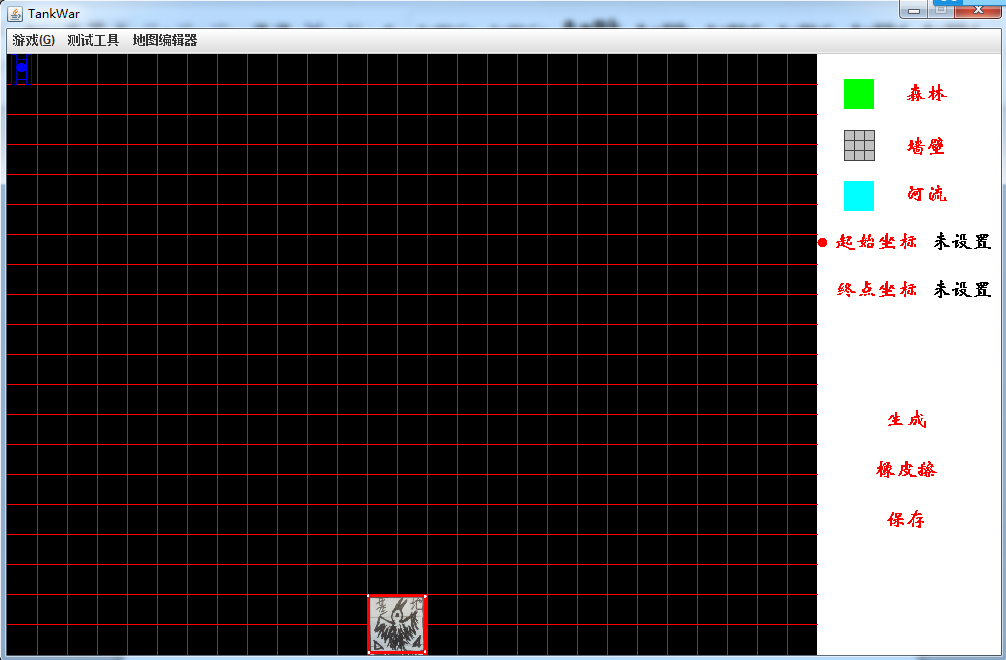 TankWar
游戏(G) 测试工具 地图编辑器
森林
墙壁
河流
起始坐标 未设置
终点坐标 未设置
生成
橡皮擦
保存
基地